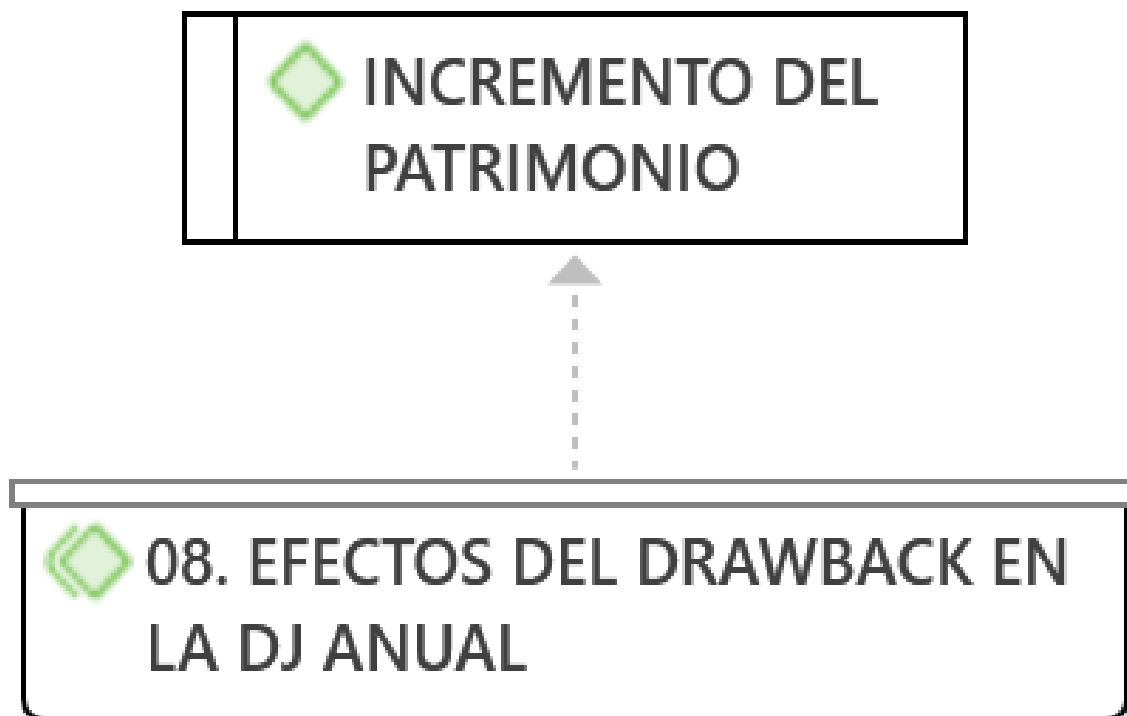 INCREMENTO DEL
PATRIMONIO
08. EFECTOS DEL DRAWBACK EN
LA DJ ANUAL